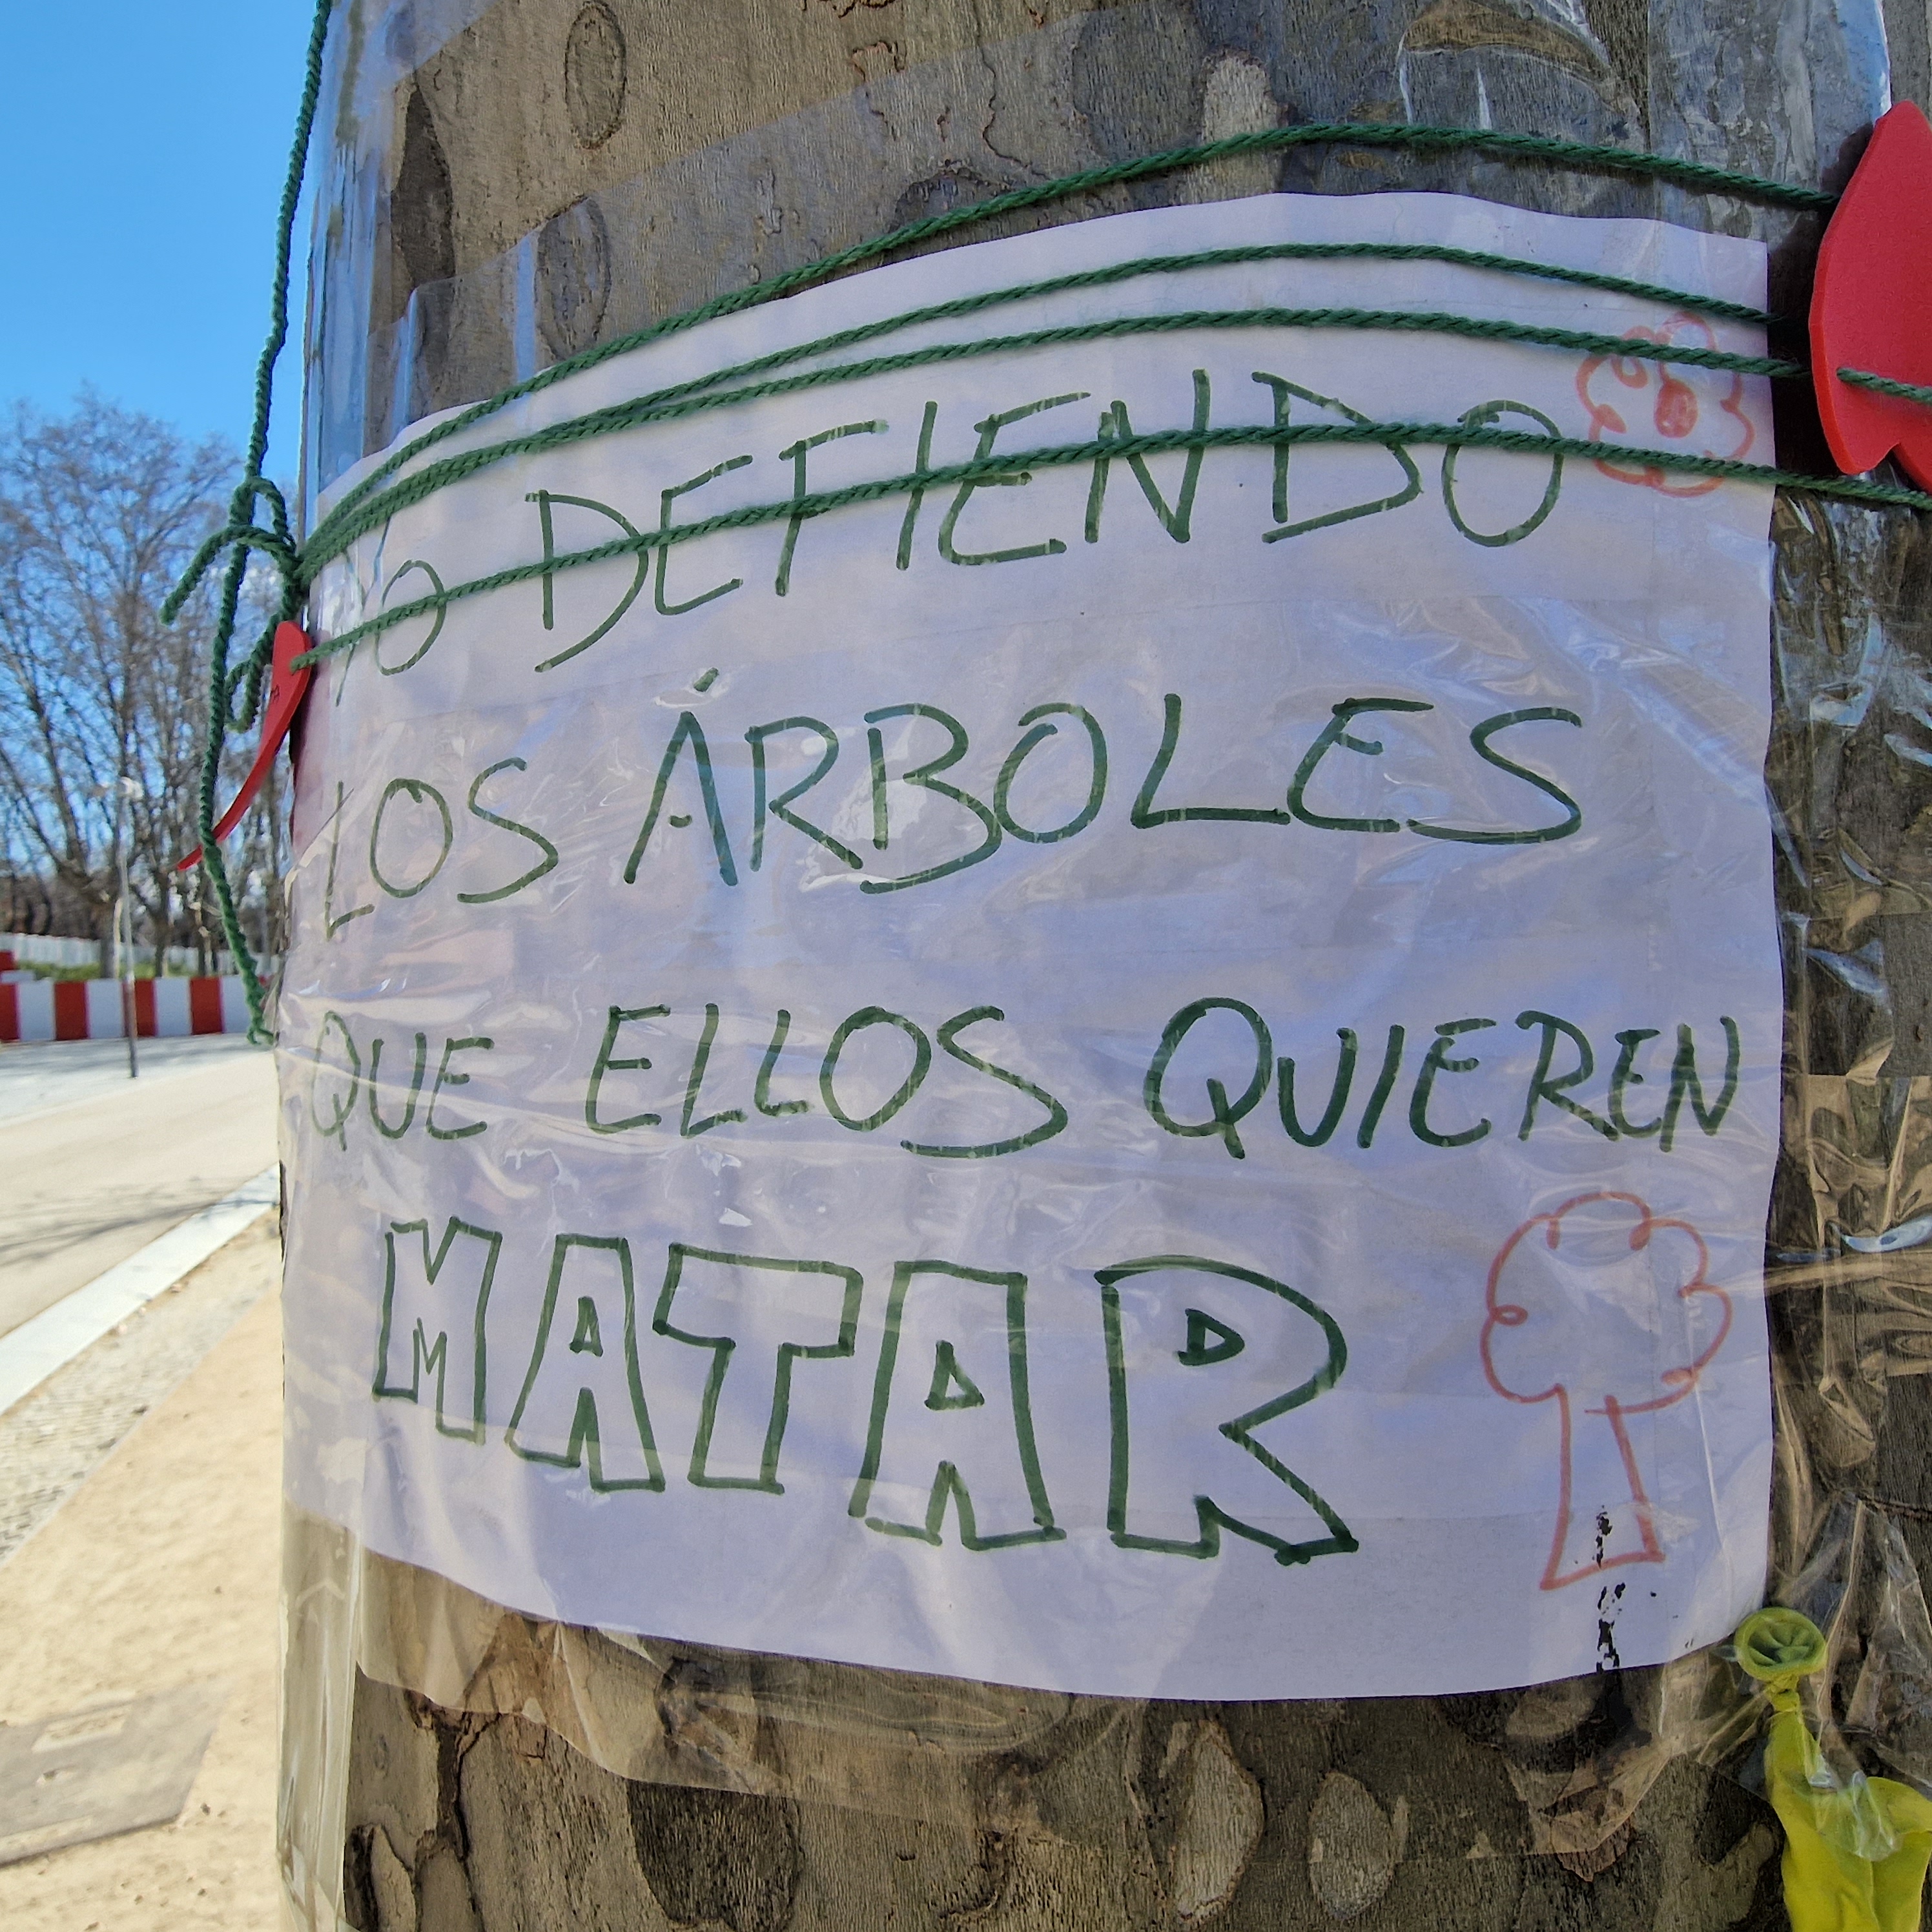 YO DEFIENDO
LOS ÁRBOLES
QUE ELLOS QUIEREN
MATAR